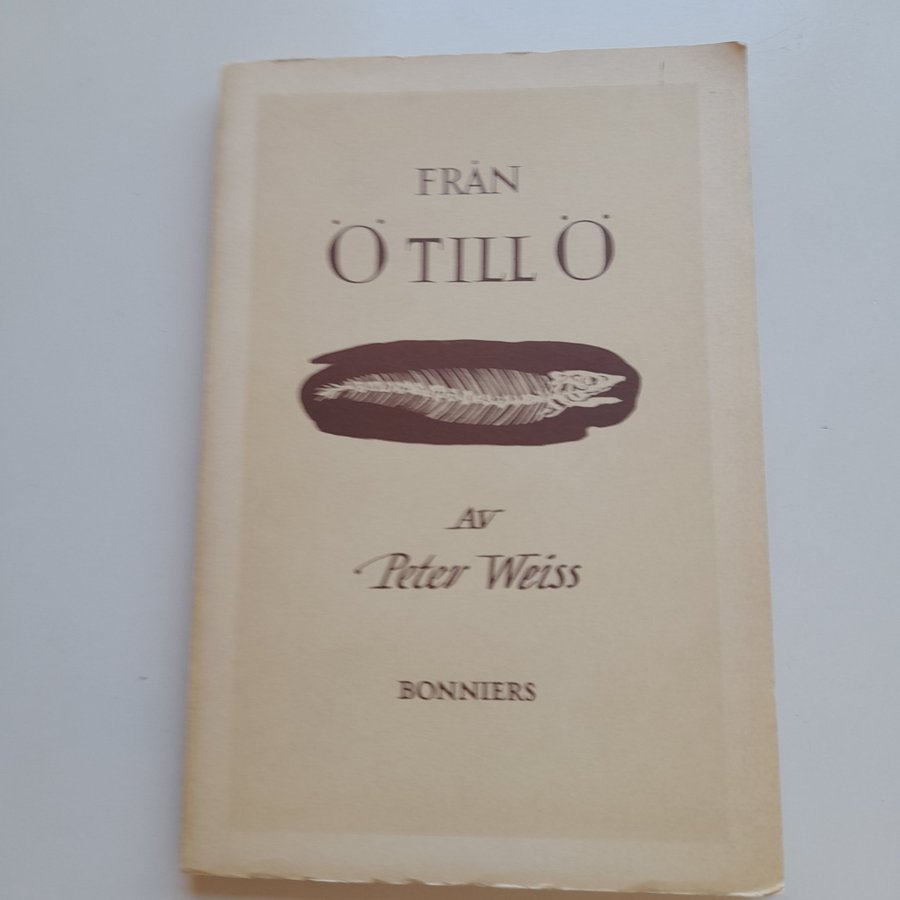 FRÅN
Ö TILL Ö
AV
Peter Weiss
BONNIERS